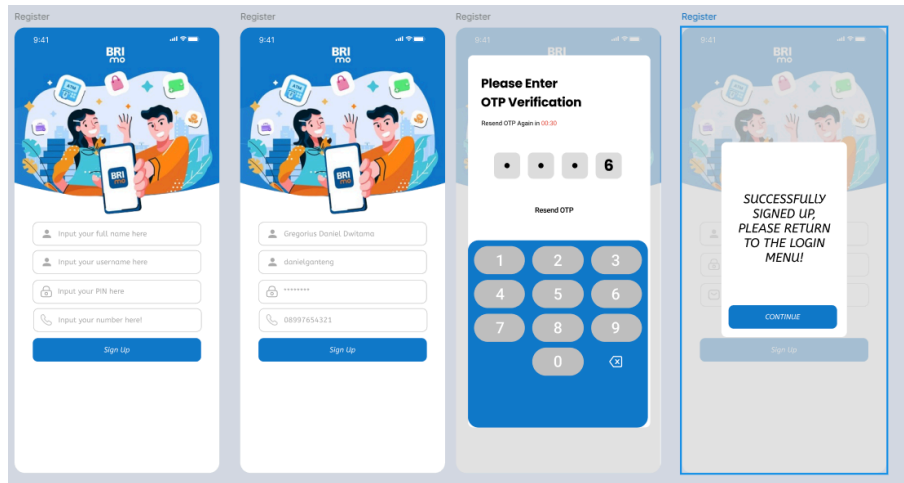 Register
9:41
BRI
mo
ATM
BRI
mo
Input your full name here
Input your username here
Input your PIN here
Input your number here!
Sign Up
Register
9:41
BRI
mo
ATM
BRI
mo
Gregorius Daniel Dwitama
danielganteng
********
08997654321
Sign Up
Register
9:41
BRI
Please Enter
OTP Verification
Resend OTP Again in 00:30
• • • 6
Resend OTP
1 2 3
4 5 6
7 8 9
0
Register
9:41
BRI
mo
SUCCESSFULLY
SIGNED UP,
PLEASE RETURN
TO THE LOGIN
MENU!
CONTINUE
Sign Up